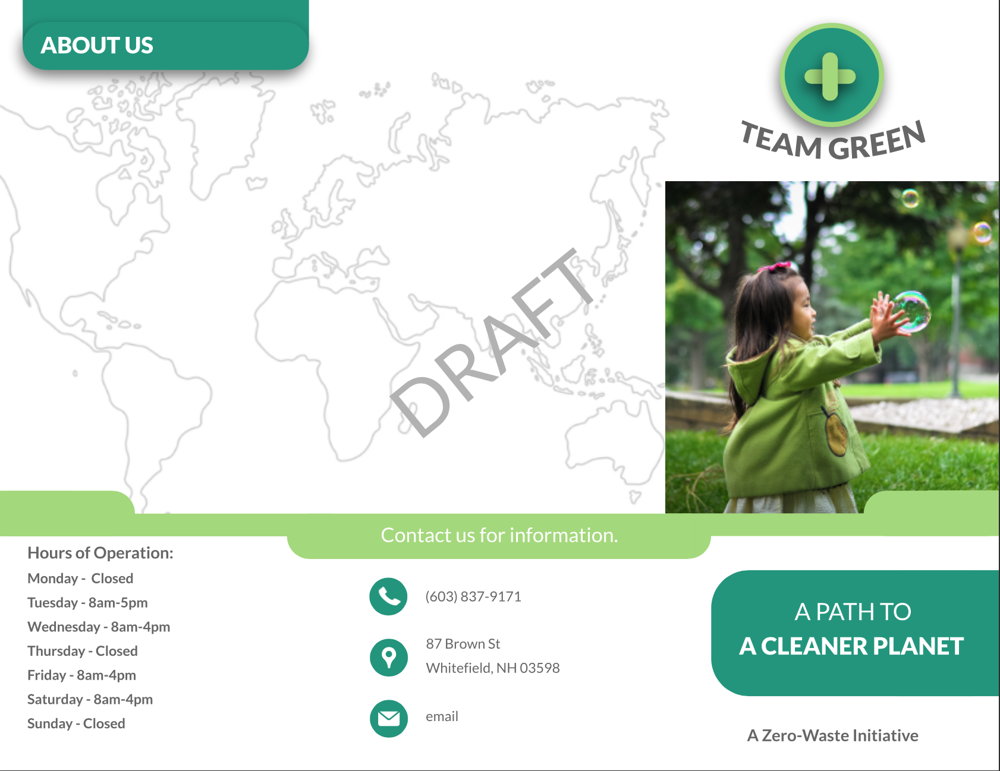 ABOUT US
TEAM GREEN
DRAFT
Contact us for information.
Hours of Operation:
Monday -  Closed
Tuesday - 8am-5pm
Wednesday - 8am-4pm
Thursday - Closed
Friday - 8am-4pm
Saturday - 8am-4pm
Sunday - Closed
(603) 837-9171
87 Brown St
Whitefield, NH 03598
email
A PATH TO
A CLEANER PLANET
A Zero-Waste Initiative